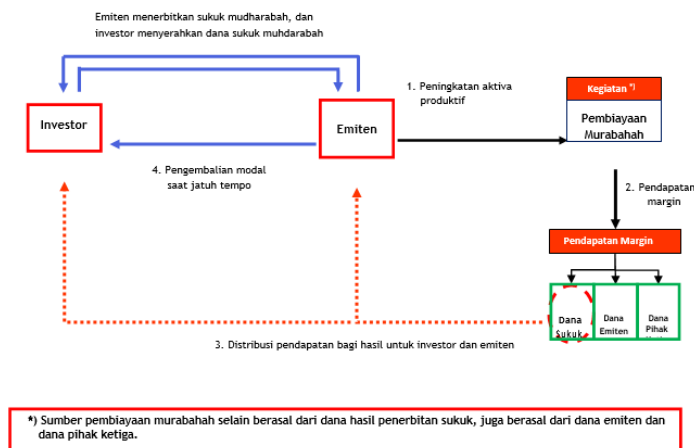 Emiten menerbitkan sukuk mudharabah, dan
investor menyerahkan dana sukuk muhdarabah
1. Peningkatan aktiva
produktif
Kegiatan *)
Pembiayaan
Murabahah
Investor
Emiten
4. Pengembalian modal
saat jatuh tempo
2. Pendapatan
margin
Pendapatan Margin
Dana
Sukuk
Dana
Emiten
Dana
Pihak
3. Distribusi pendapatan bagi hasil untuk investor dan emiten
*) Sumber pembiayaan murabahah selain berasal dari dana hasil penerbitan sukuk, juga berasal dari dana emiten dan
dana pihak ketiga.